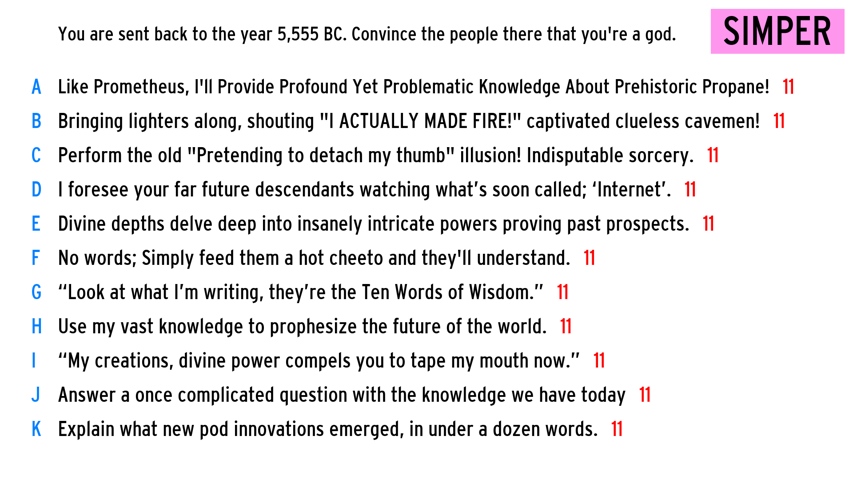 You are sent back to the year 5,555 BC. Convince the people there that you're a god.
SIMPER
A Like Prometheus, I'll Provide Profound Yet Problematic Knowledge About Prehistoric Propane! 11
B Bringing lighters along, shouting "I ACTUALLY MADE FIRE!" captivated clueless cavemen! 11
C Perform the old "Pretending to detach my thumb" illusion! Indisputable sorcery. 11
D I foresee your far future descendants watching what’s soon called; ‘Internet’. 11
E Divine depths delve deep into insanely intricate powers proving past prospects. 11
F No words; Simply feed them a hot cheeto and they'll understand. 11
G “Look at what I’m writing, they’re the Ten Words of Wisdom.” 11
H Use my vast knowledge to prophesize the future of the world. 11
I “My creations, divine power compels you to tape my mouth now.” 11
J Answer a once complicated question with the knowledge we have today 11
K Explain what new pod innovations emerged, in under a dozen words. 11